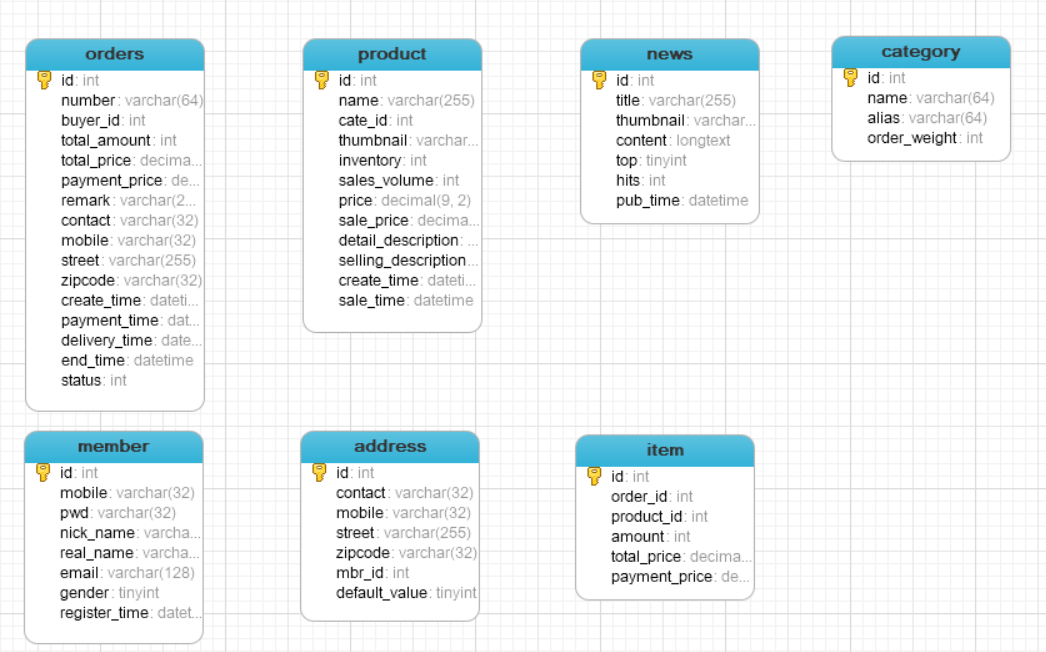 orders
id: int
number: varchar(64)
buyer_id: int
total_amount: int
total_price: decima...
payment_price: de...
remark: varchar(2...
contact: varchar(32)
mobile: varchar(32)
street: varchar(255)
zipcode: varchar(32)
create_time: dateti...
payment_time: dat...
delivery_time: date...
end_time: datetime
status: int
product
id: int
name: varchar(255)
cate_id: int
thumbnail: varchar...
inventory: int
sales_volume: int
price: decimal(9, 2)
sale_price: decima...
detail_description: ...
selling_description...
create_time: dateti...
sale_time: datetime
news
id: int
title: varchar(255)
thumbnail: varchar...
content: longtext
top: tinyint
hits: int
pub_time: datetime
category
id: int
name: varchar(64)
alias: varchar(64)
order_weight: int
member
id: int
mobile: varchar(32)
pwd: varchar(32)
nick_name: varcha...
real_name: varcha...
email: varchar(128)
gender: tinyint
register_time: datet...
address
id: int
contact: varchar(32)
mobile: varchar(32)
street: varchar(255)
zipcode: varchar(32)
mbr_id: int
default_value: tinyint
item
id: int
order_id: int
product_id: int
amount: int
total_price: decima...
payment_price: de...